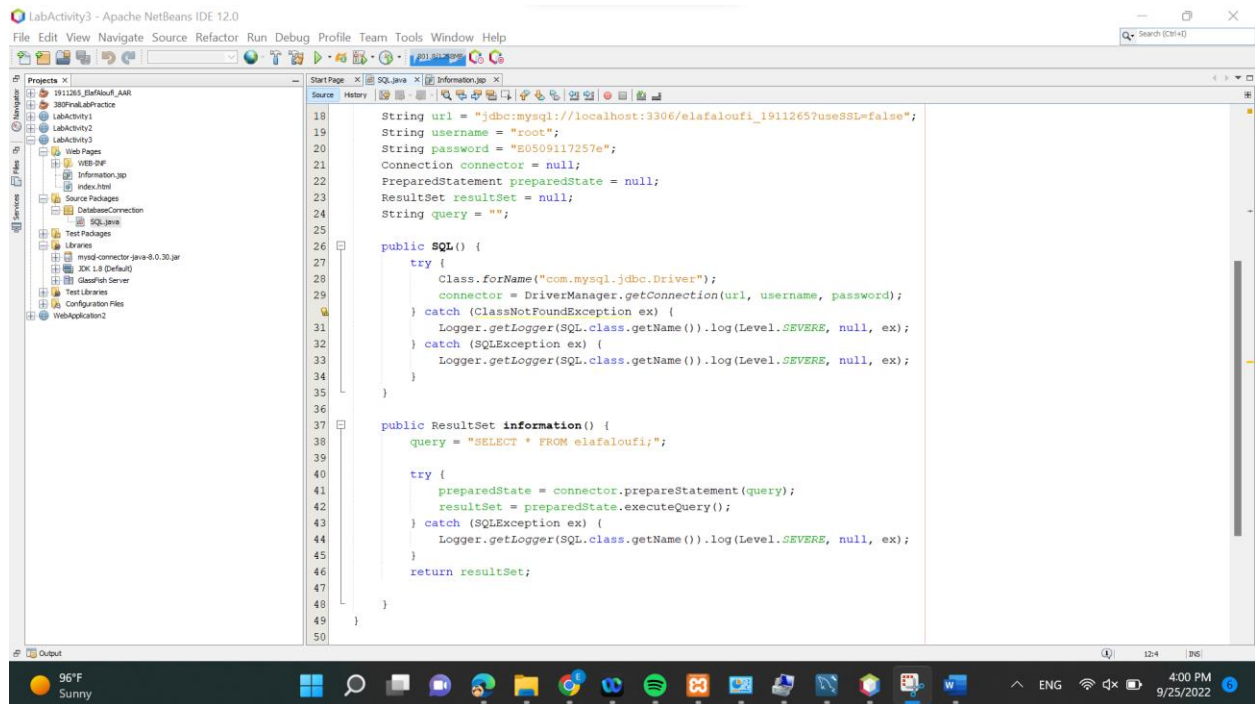 LabActivity3 - Apache NetBeans IDE 12.0
File Edit View Navigate Source Refactor Run Debug Profile Team Tools Window Help
Search (Ctrl+I)
Projects
Start Page SQL.java Information.jsp
Source History
Navigator
Files
Services
1911265_ElafAloufi_AAR
380FinalLabPractice
LabActivity1
LabActivity2
LabActivity3
Web Pages
WEB-INF
Information.jsp
index.html
Source Packages
DatabaseConnection
SQL.java
Test Packages
Libraries
mysql-connector-java-8.0.30.jar
JDK 1.8 (Default)
GlassFish Server
Test Libraries
Configuration Files
WebApplication2
18 String url = "jdbc:mysql://localhost:3306/elafaloufi_1911265?useSSL=false";
19 String username = "root";
20 String password = "E0509117257e";
21 Connection connector = null;
22 PreparedStatement preparedState = null;
23 ResultSet resultSet = null;
24 String query = "";
25
26 public SQL() {
27 try {
28 Class.forName("com.mysql.jdbc.Driver");
29 connector = DriverManager.getConnection(url, username, password);
} catch (ClassNotFoundException ex) {
31 Logger.getLogger(SQL.class.getName()).log(Level.SEVERE, null, ex);
32 } catch (SQLException ex) {
33 Logger.getLogger(SQL.class.getName()).log(Level.SEVERE, null, ex);
34 }
35 }
36
37 public ResultSet information() {
38 query = "SELECT * FROM elafaloufi;";
39
40 try {
41 preparedState = connector.prepareStatement(query);
42 resultSet = preparedState.executeQuery();
43 } catch (SQLException ex) {
44 Logger.getLogger(SQL.class.getName()).log(Level.SEVERE, null, ex);
45 }
46 return resultSet;
47
48 }
49 }
50
Output
12:4 INS
96°F
Sunny
ENG
4:00 PM
9/25/2022
6